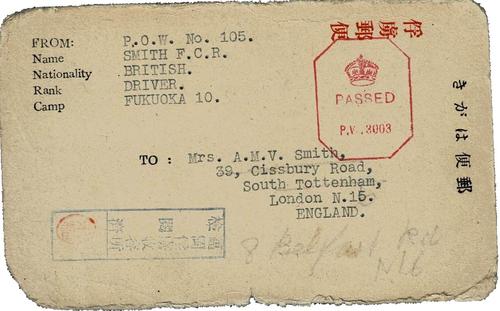 俘虜郵便
FROM: P.O.W. No. 105.
Name SMITH F.C.R.
Nationality BRITISH.
Rank DRIVER.
Camp FUKUOKA 10.
PASSED
P.W. 3003
きがは便郵
TO : Mrs. A.M.V. Smith,
39, Cissbury Road,
South Tottenham,
London N.15.
ENGLAND.
8 Belfast Rd
N16